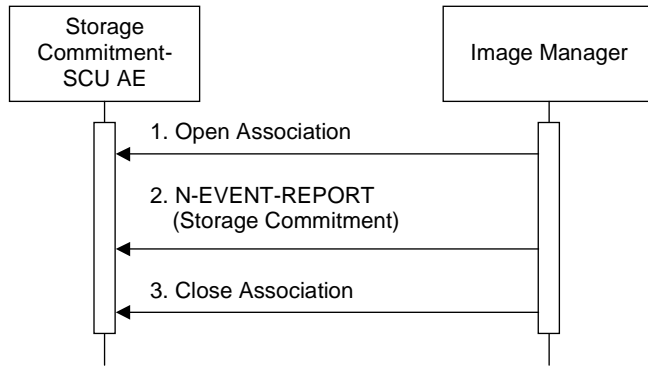 Storage
Commitment-
SCU AE
Image Manager
1. Open Association
2. N-EVENT-REPORT
(Storage Commitment)
3. Close Association